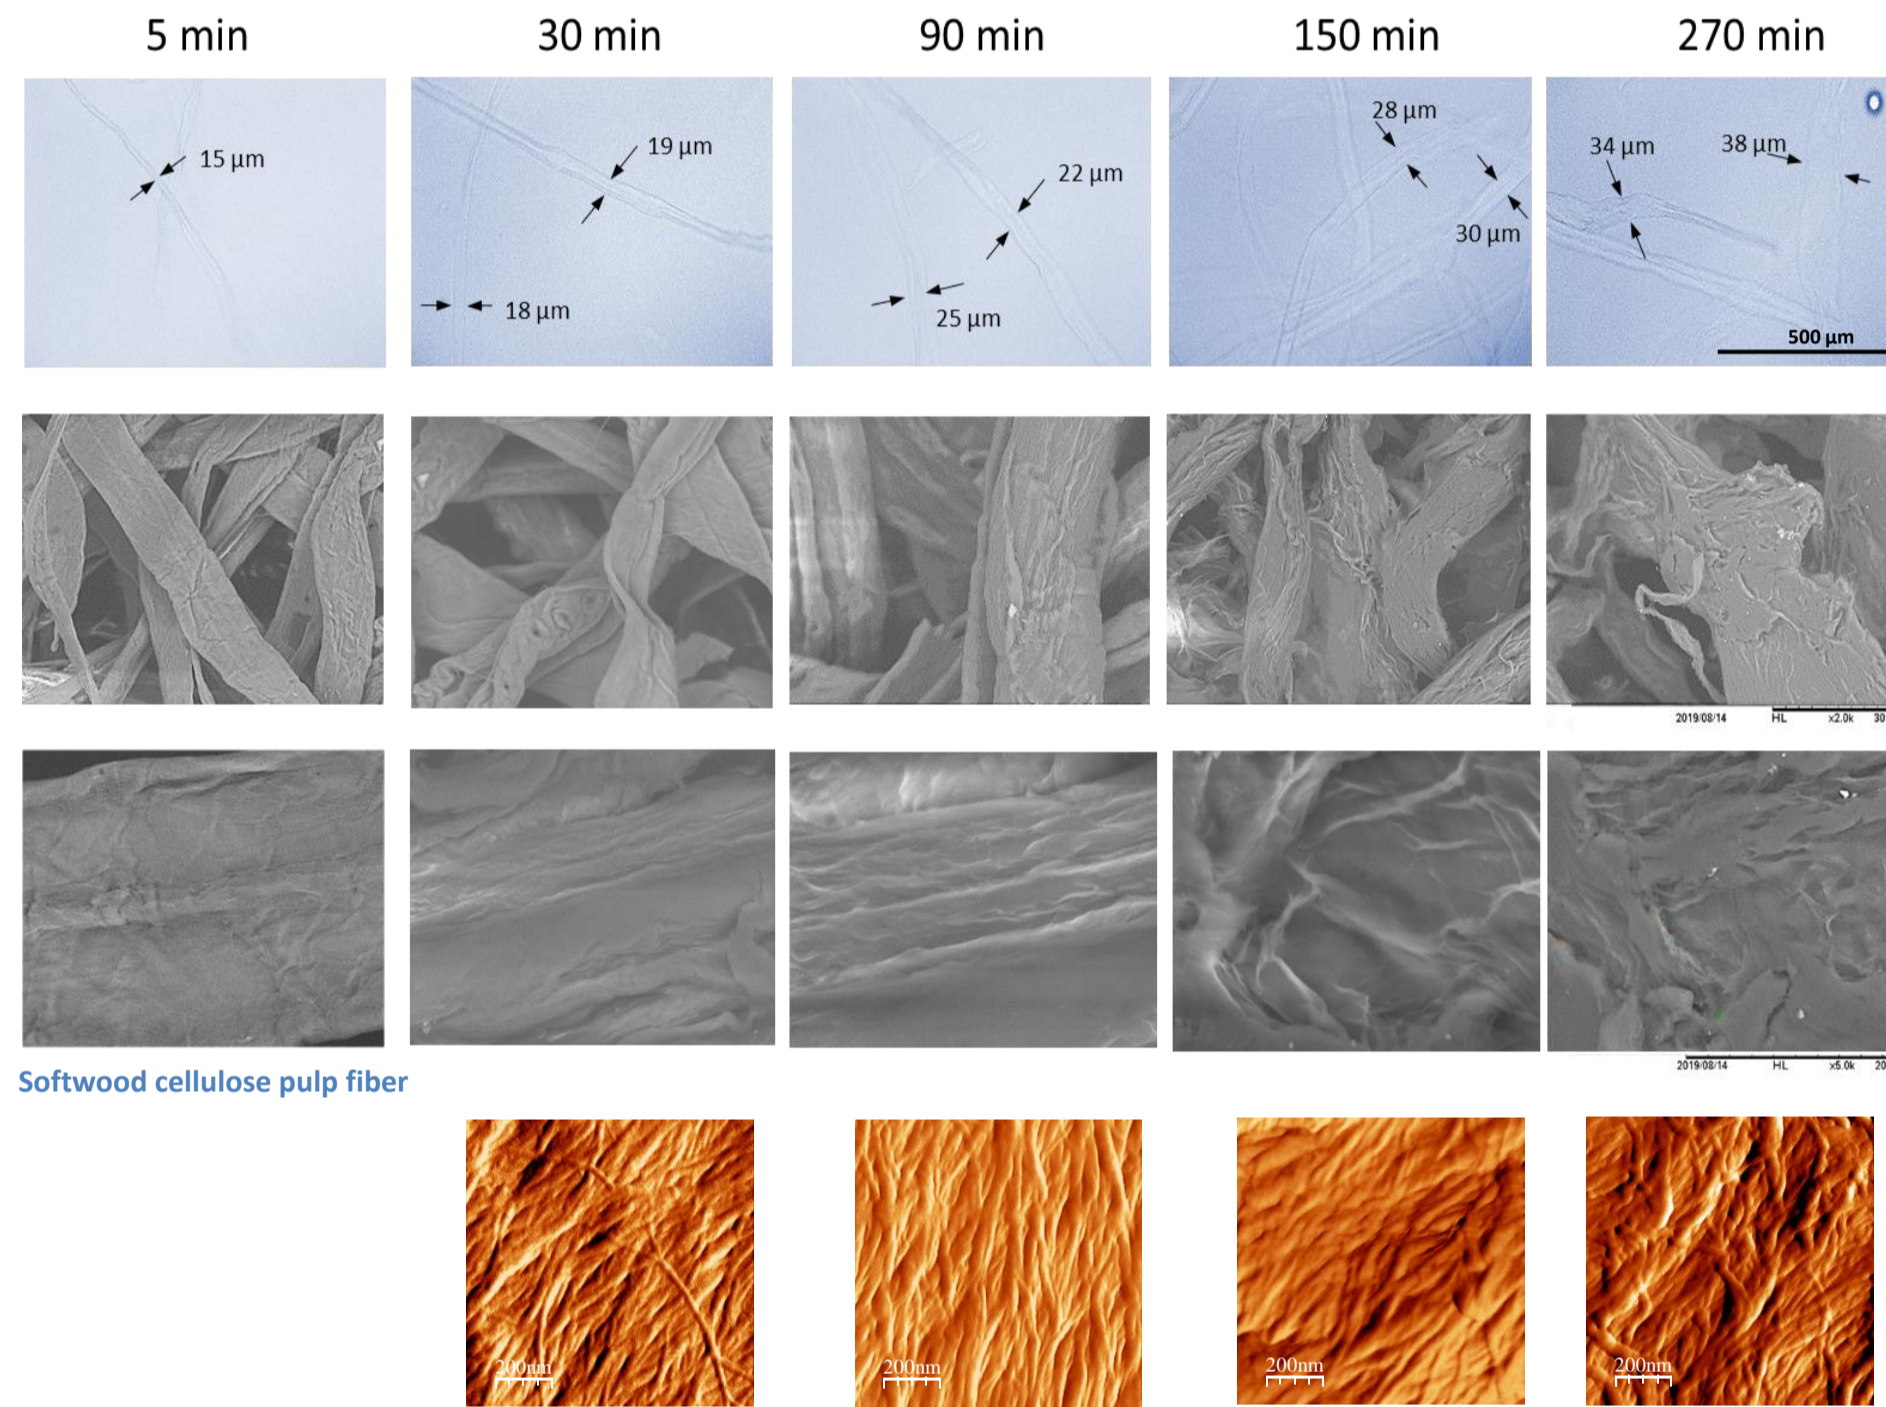 5 min 30 min 90 min 150 min 270 min
15 µm
19 µm
18 µm
22 µm
25 µm
28 µm
30 µm
34 µm
38 µm
500 µm
2019/08/14 HL x2.0k 30
2019/08/14 HL x5.0k 20
Softwood cellulose pulp fiber
200nm 200nm 200nm 200nm